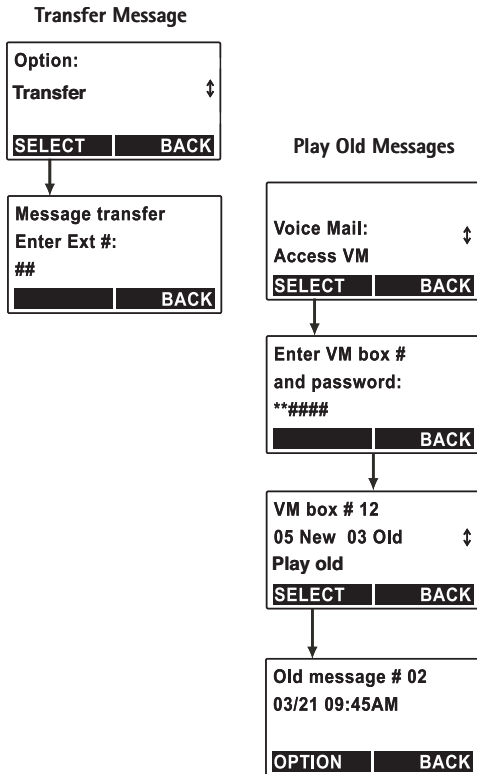 Transfer Message
Option:
Transfer
SELECT BACK
Message transfer
Enter Ext #:
##
BACK
Play Old Messages
Voice Mail:
Access VM
SELECT BACK
Enter VM box #
and password:
**####
BACK
VM box # 12
05 New 03 Old
Play old
SELECT BACK
Old message # 02
03/21 09:45AM
OPTION BACK